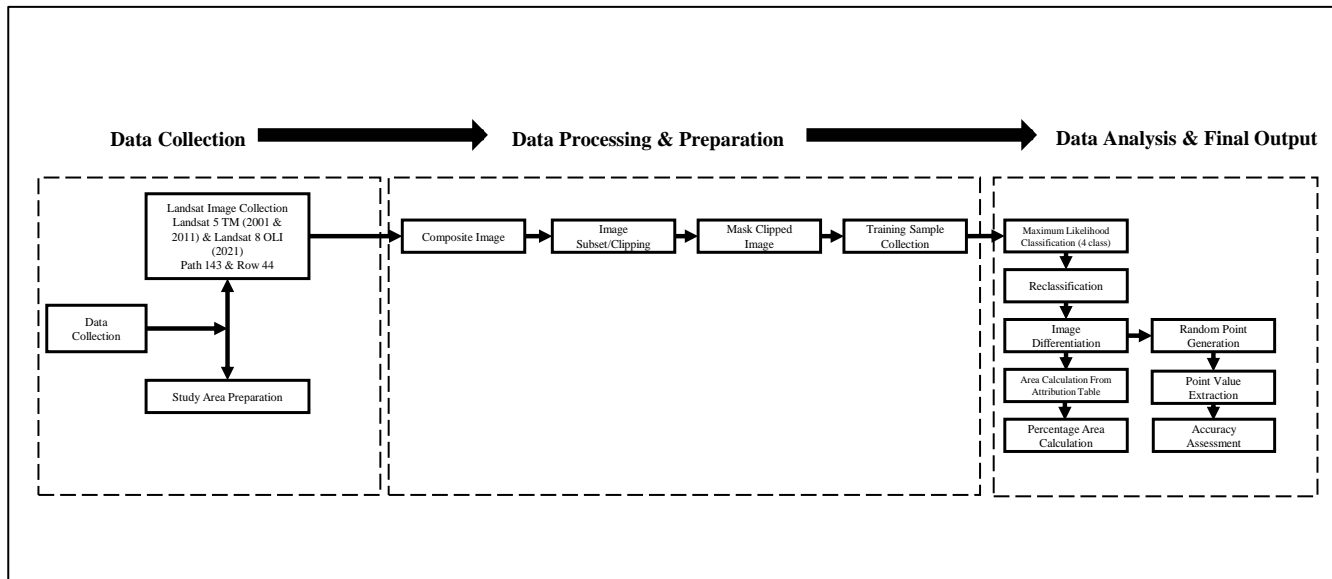 Data Collection
Data Processing & Preparation
Data Analysis & Final Output
Landsat Image Collection
Landsat 5 TM (2001
& 2011) & Landsat 8 OLI
(2021)
Path 143 & Row 44
Data
Collection
Study Area Preparation
Composite Image
Image
Subset/Clipping
Mask Clipped
Image
Training Sample
Collection
Maximum Likelihood
Classification (4 class)
Reclassification
Image
Differentiation
Random Point
Generation
Area Calculation From
Attribution Table
Point Value
Extraction
Percentage Area
Calculation
Accuracy
Assessment